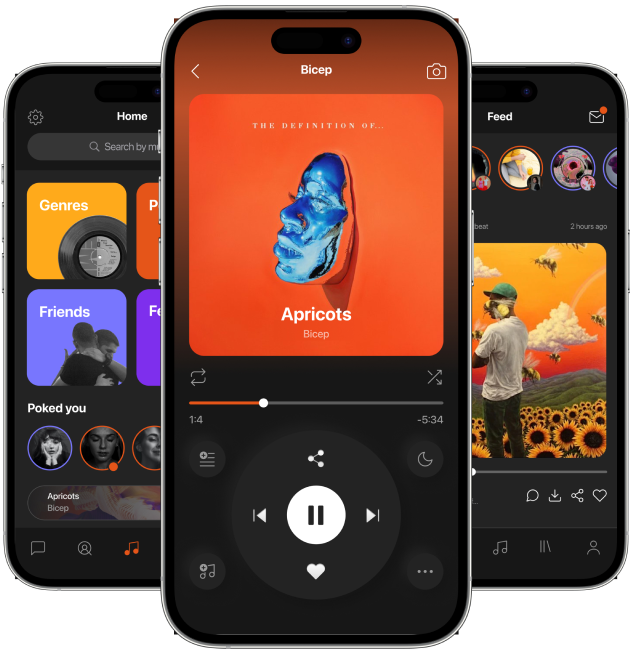 Home
Search by m
Genres
P
Friends
Fe
Poked you
Apricots
Bicep
Bicep
THE DEFINITION OF...
Apricots
Bicep
1:4
-5:34
Feed
beat
2 hours ago